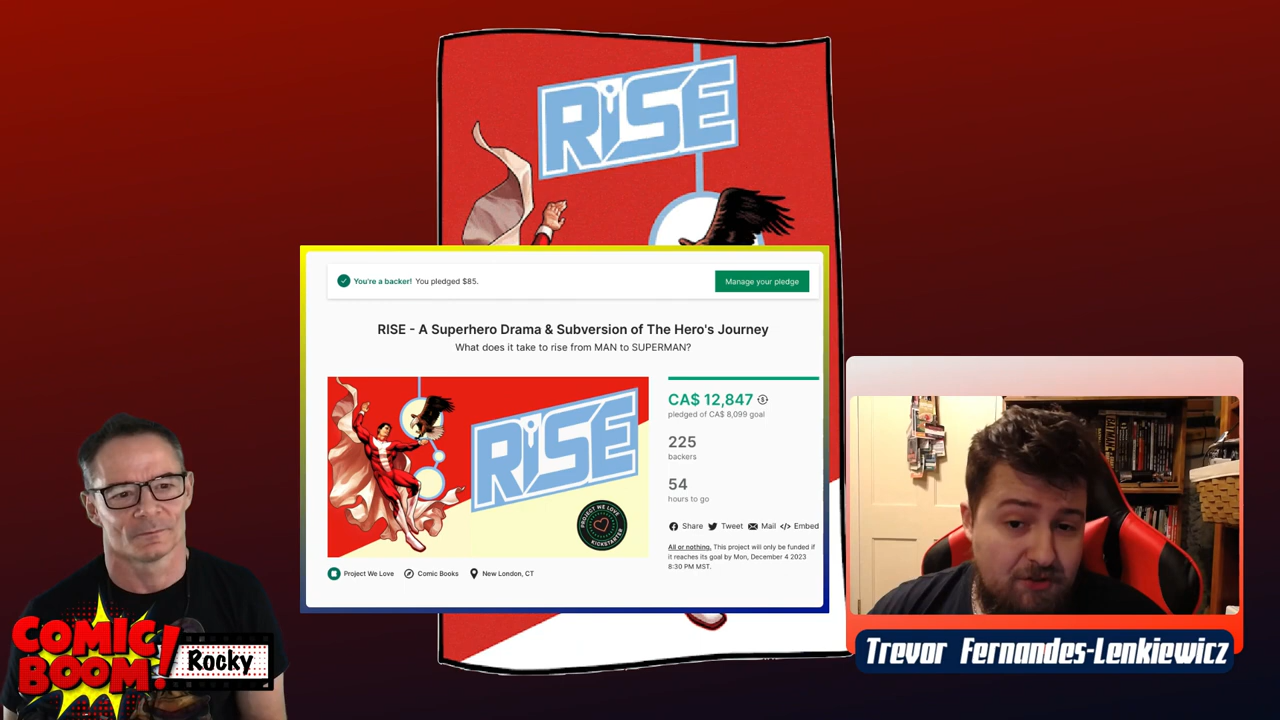 RiSE
You're a backer! You pledged $85.
Manage your pledge
RISE - A Superhero Drama & Subversion of The Hero's Journey
What does it take to rise from MAN to SUPERMAN?
RiSE
PROJECT WE LOVE
KICKSTARTER
CA$ 12,847
pledged of CA$ 8,099 goal
225
backers
54
hours to go
Share Tweet Mail </> Embed
All or nothing. This project will only be funded if
it reaches its goal by Mon, December 4 2023
8:30 PM MST.
Project We Love Comic Books New London, CT
COMIC
BOOM!
Rocky
Trevor Fernandes-Lenkiewicz